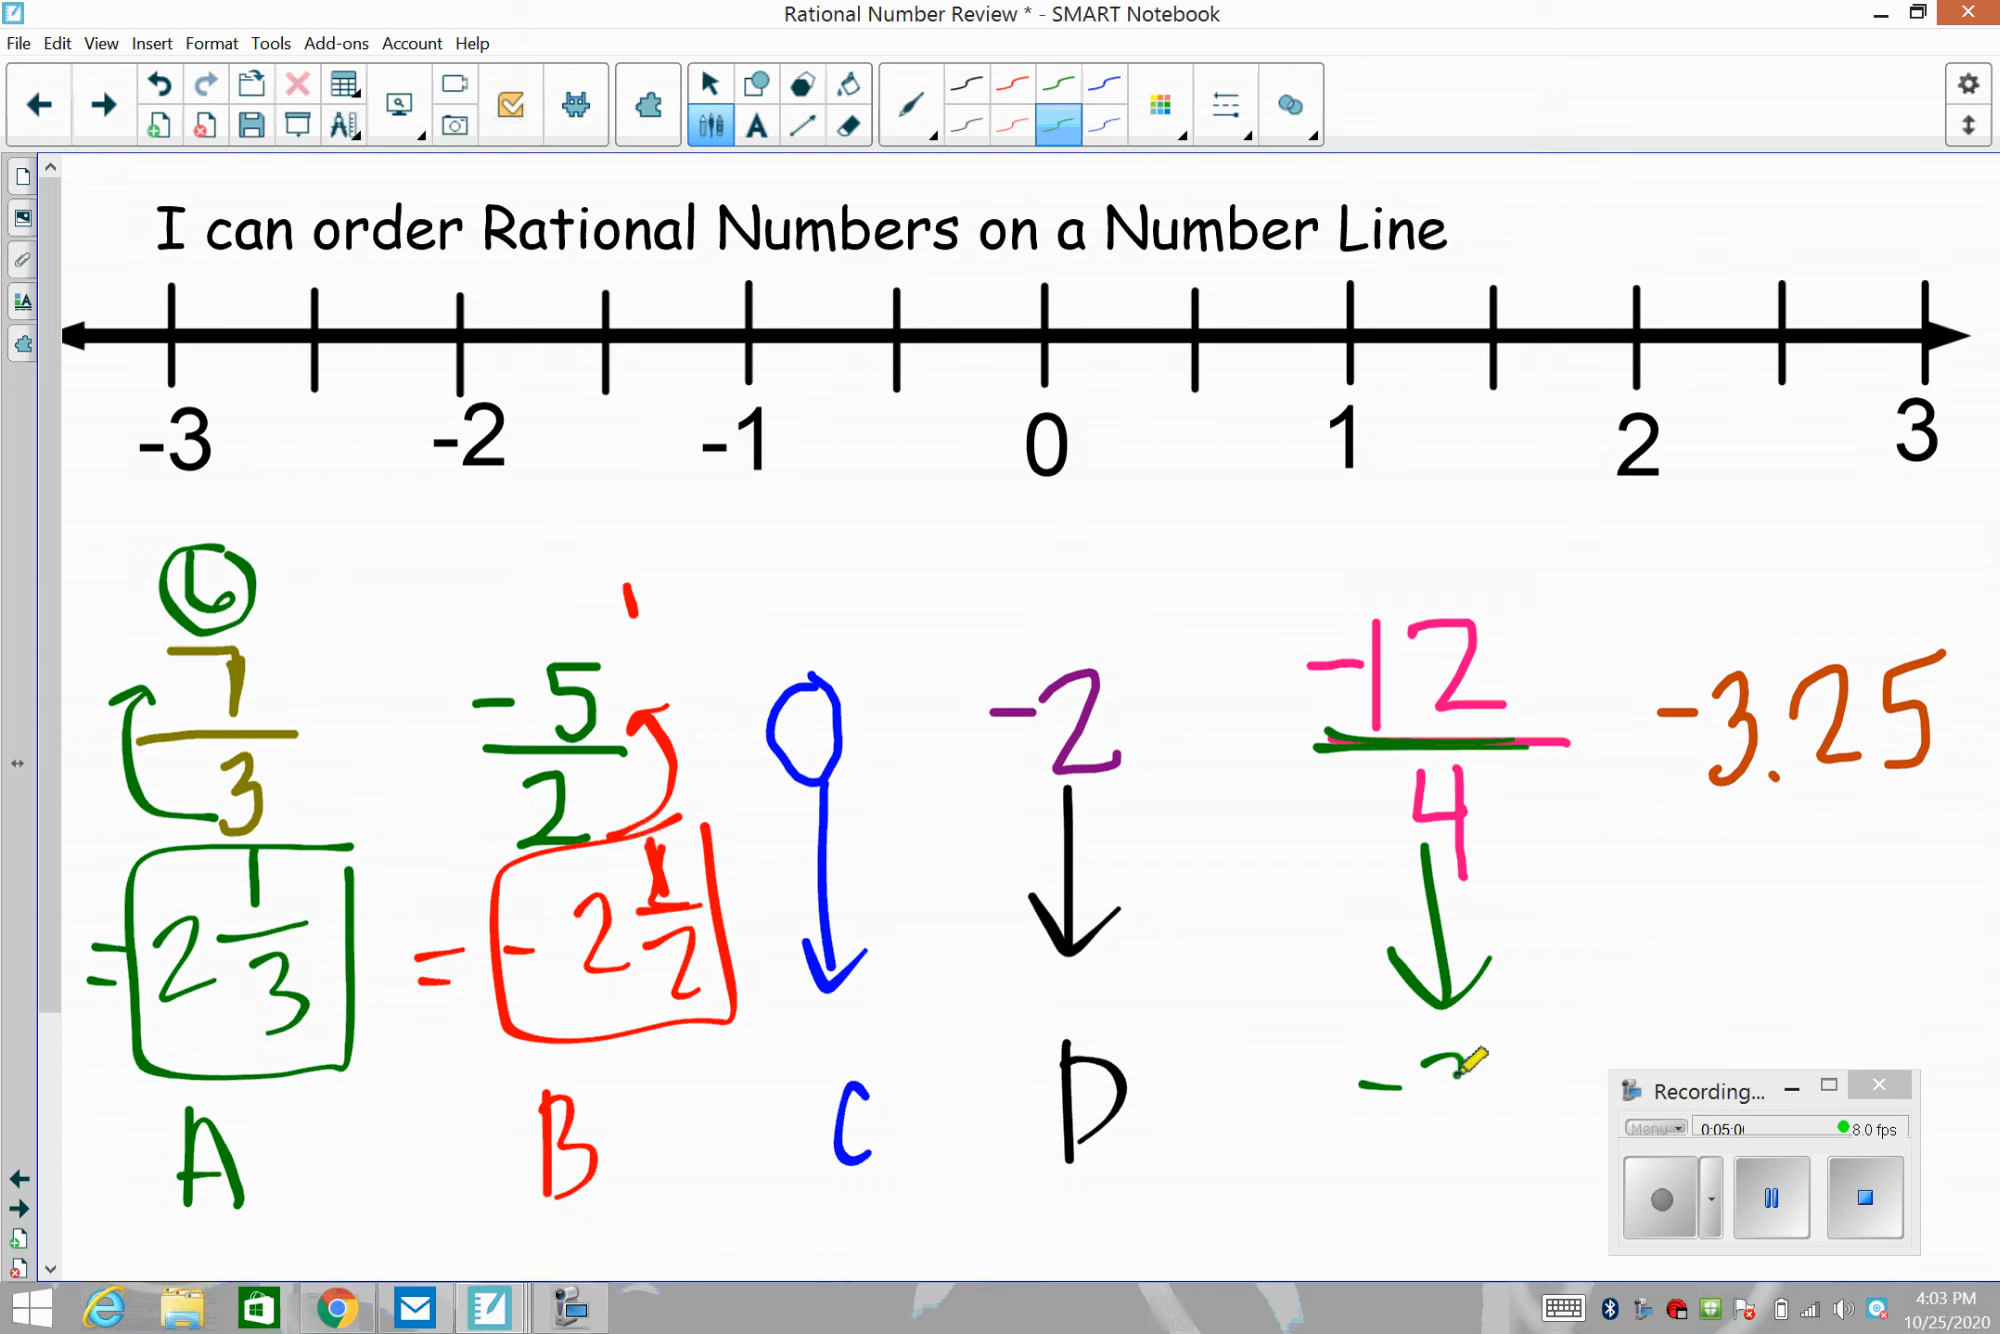 Rational Number Review * - SMART Notebook
File Edit View Insert Format Tools Add-ons Account Help
I can order Rational Numbers on a Number Line
-3 -2 -1 0 1 2 3
6
7/3 -5/2 0 -2 -12/4 -3.25
= 2 1/3 = - 2 1/2
-
A B C D
Recording...
Menu 0:05:0 8.0 fps
4:03 PM
10/25/2020